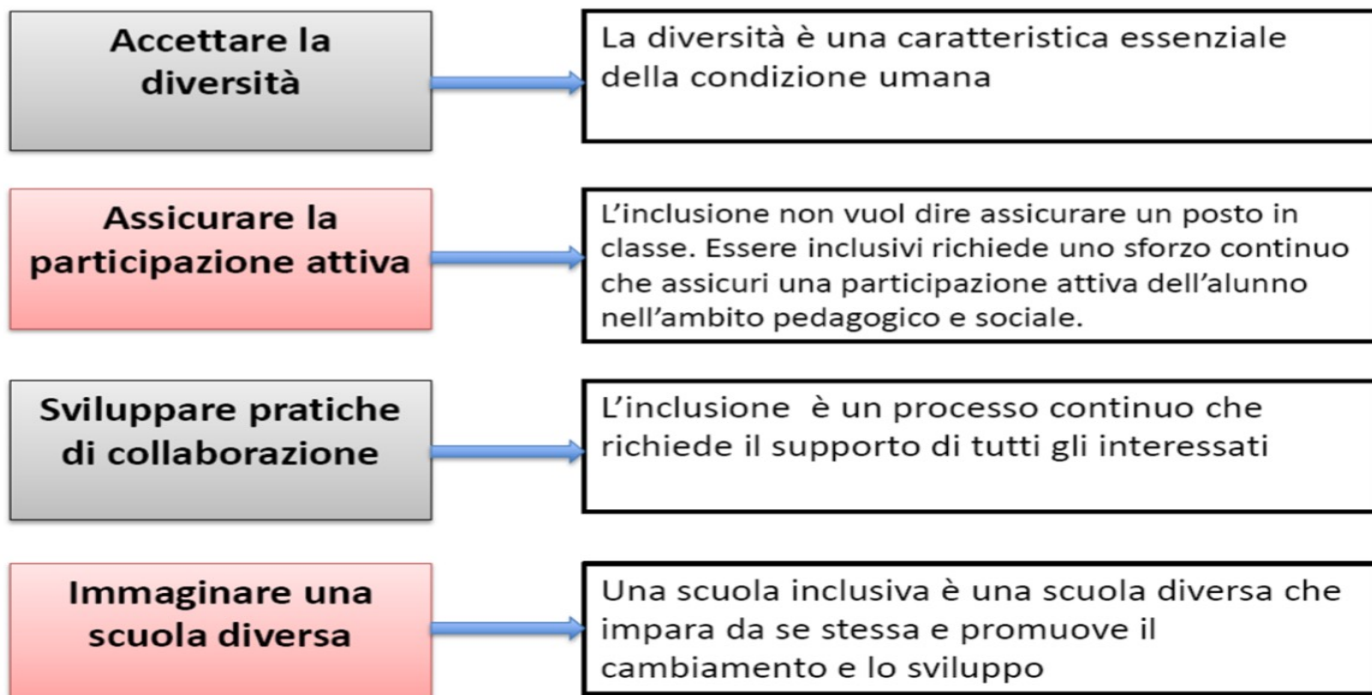 Accettare la
diversità
La diversità è una caratteristica essenziale
della condizione umana
Assicurare la
participazione attiva
L'inclusione non vuol dire assicurare un posto in
classe. Essere inclusivi richiede uno sforzo continuo
che assicuri una participazione attiva dell'alunno
nell'ambito pedagogico e sociale.
Sviluppare pratiche
di collaborazione
L'inclusione è un processo continuo che
richiede il supporto di tutti gli interessati
Immaginare una
scuola diversa
Una scuola inclusiva è una scuola diversa che
impara da se stessa e promuove il
cambiamento e lo sviluppo